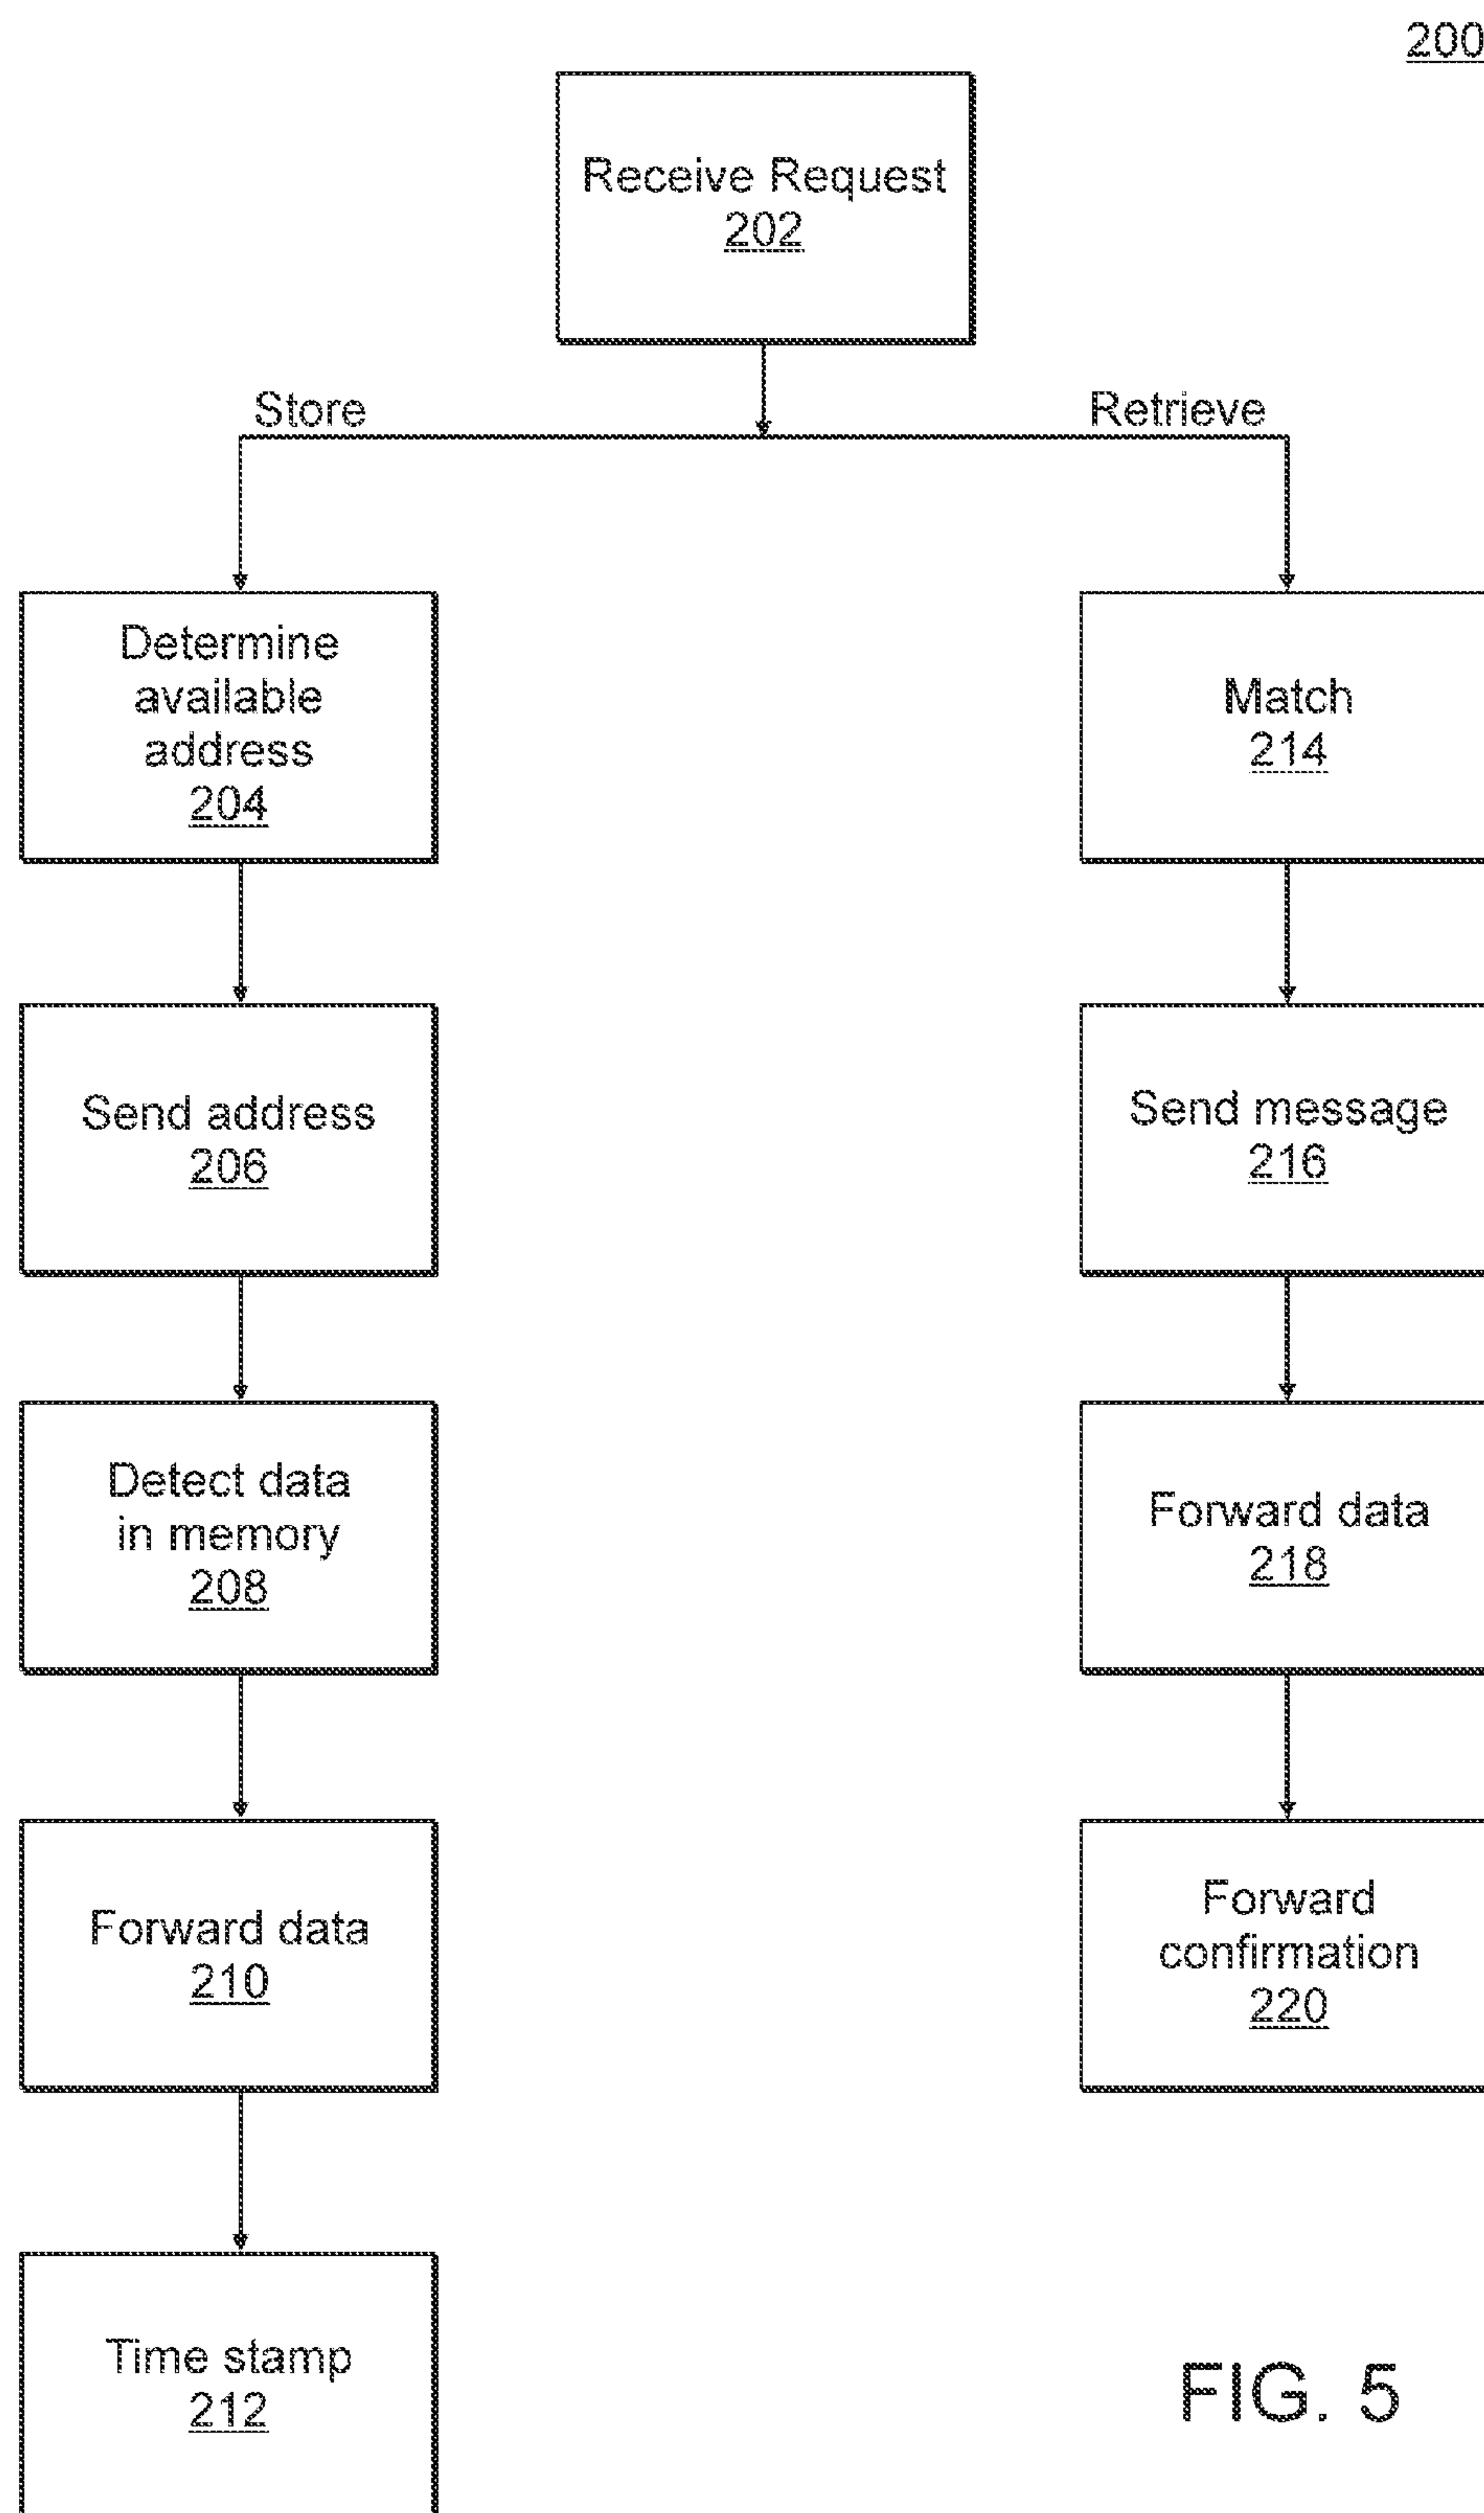 200
Receive Request
202
Store
Retrieve
Determine
available
address
204
Send address
206
Detect data
in memory
208
Forward data
210
Time stamp
212
Match
214
Send message
216
Forward data
218
Forward
confirmation
220
FIG. 5